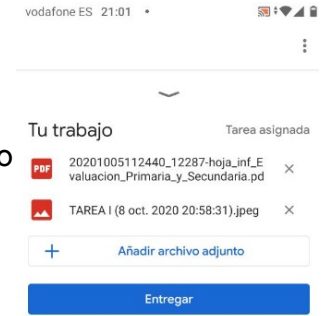 vodafone ES 21:01
Tu trabajo
Tarea asignada
o
PDF
20201005112440_12287-hoja_inf_E
valuacion_Primaria_y_Secundaria.pd
TAREA I (8 oct. 2020 20:58:31).jpeg
+ Añadir archivo adjunto
Entregar